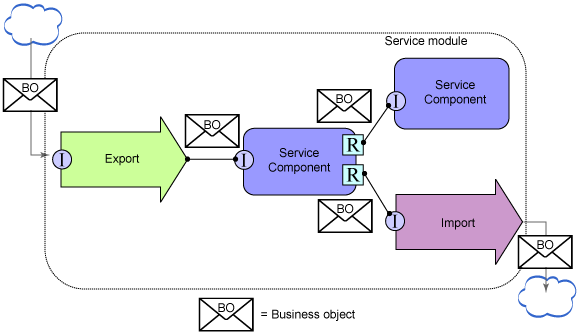 Service module
BO
BO
BO
I
Service
Component
I
Export
I
Service
Component
R
R
BO
I
Import
BO
BO
= Business object